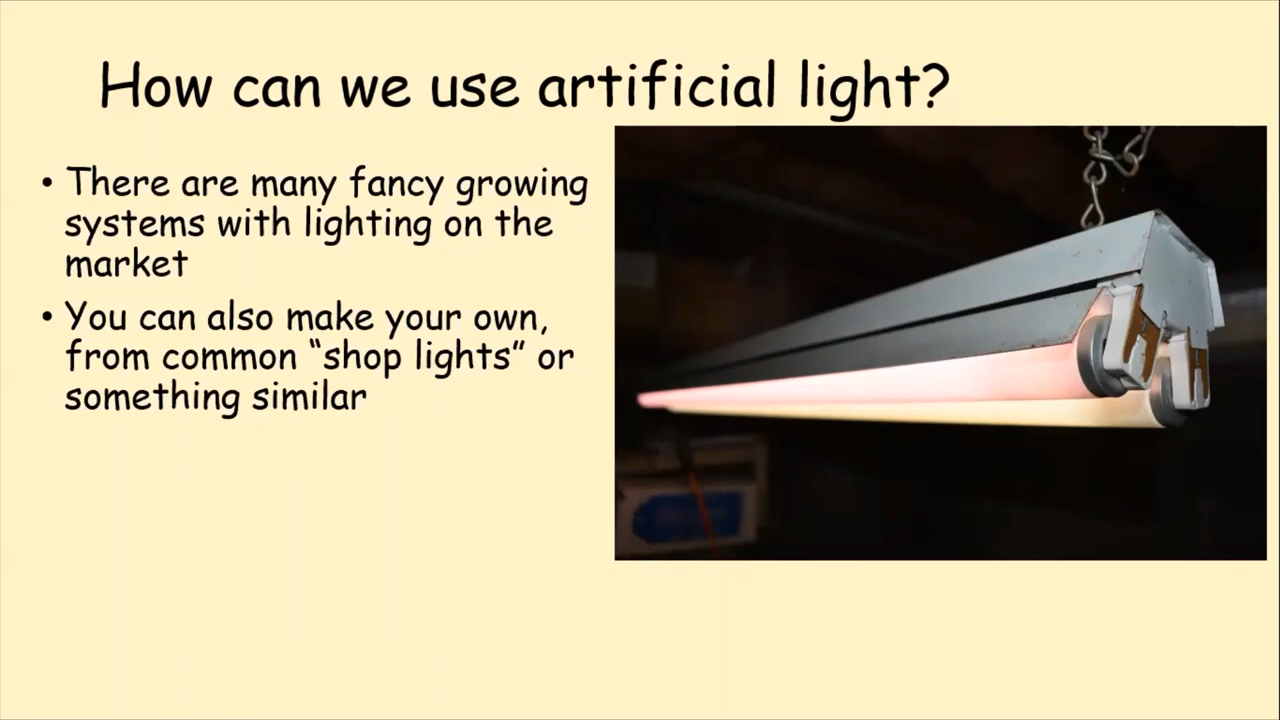 How can we use artificial light?
• There are many fancy growing
systems with lighting on the
market
• You can also make your own,
from common “shop lights” or
something similar